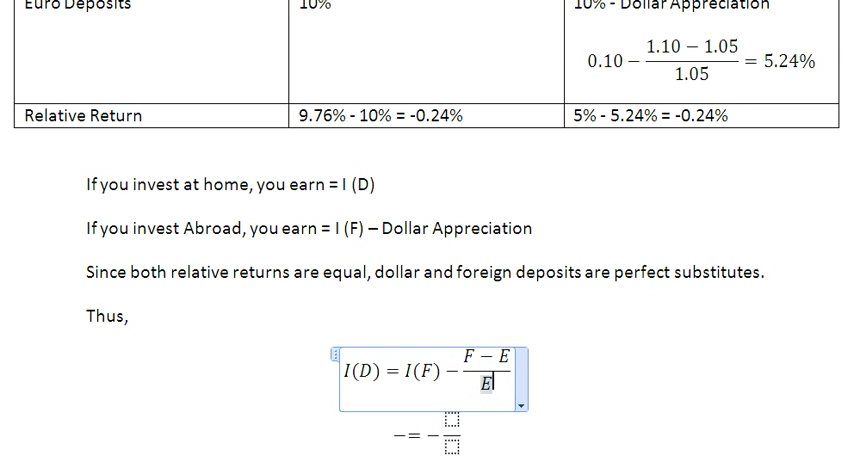 Euro Deposits 10% 10% - Dollar Appreciation
0.10 − (1.10 − 1.05)/1.05 = 5.24%
Relative Return 9.76% - 10% = -0.24% 5% - 5.24% = -0.24%
If you invest at home, you earn = I (D)
If you invest Abroad, you earn = I (F) – Dollar Appreciation
Since both relative returns are equal, dollar and foreign deposits are perfect substitutes.
Thus,
I(D) = I(F) − (F − E)/E
−= −